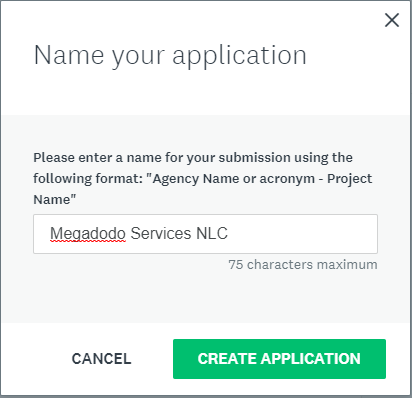 Name your application
Please enter a name for your submission using the
following format: "Agency Name or acronym - Project
Name"
Megadodo Services NLC
75 characters maximum
CANCEL
CREATE APPLICATION